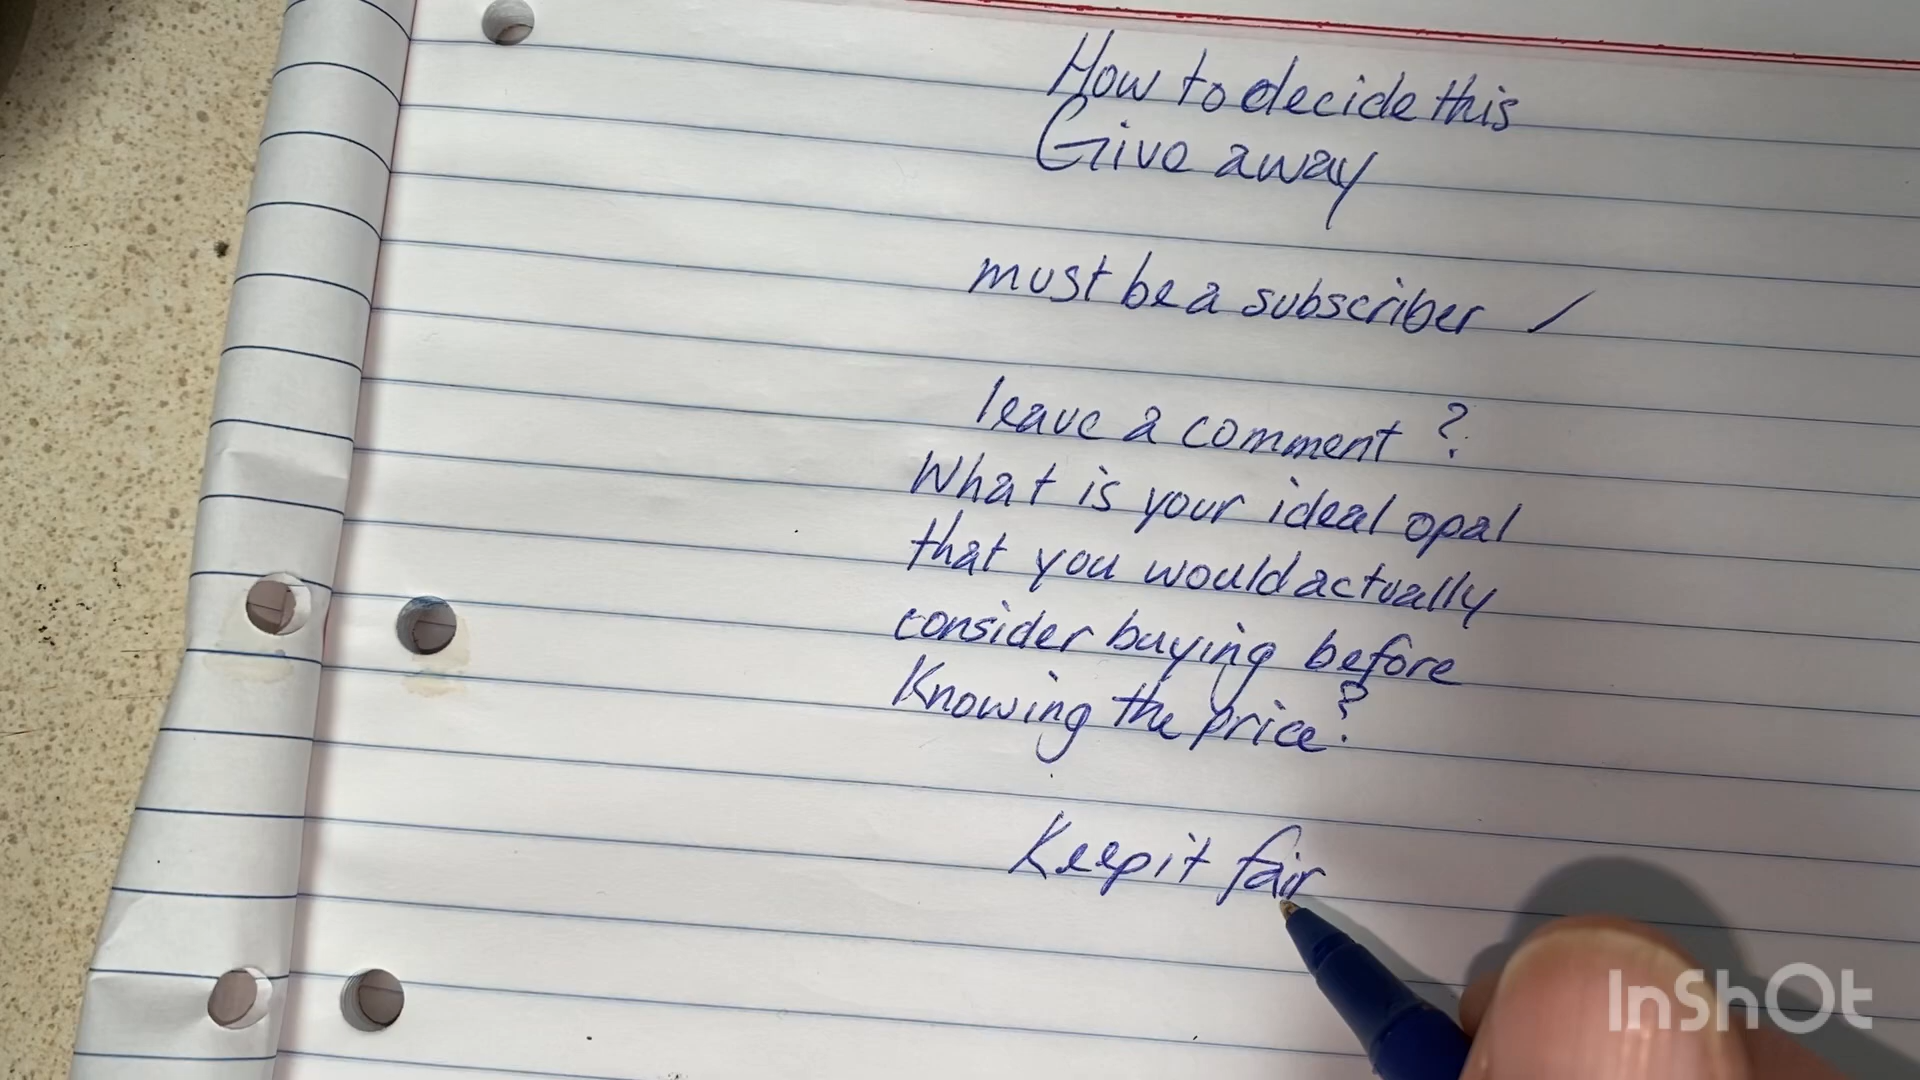 How to decide this
Give away
must be a subscriber ✓
leave a comment ?
What is your ideal opal
that you would actually
consider buying before
Knowing the price?
Keep it fair
InShOt